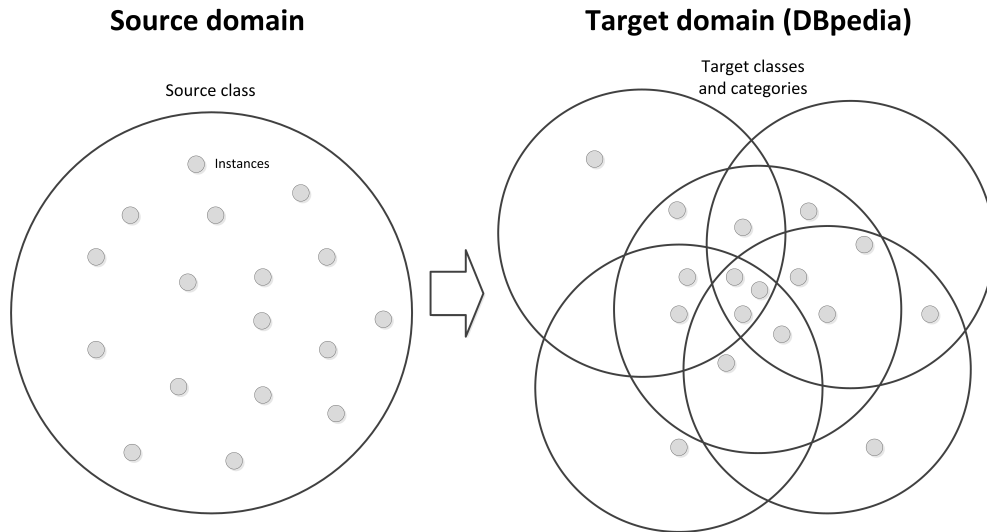 Source domain
Target domain (DBpedia)
Source class
Target classes
and categories
Instances